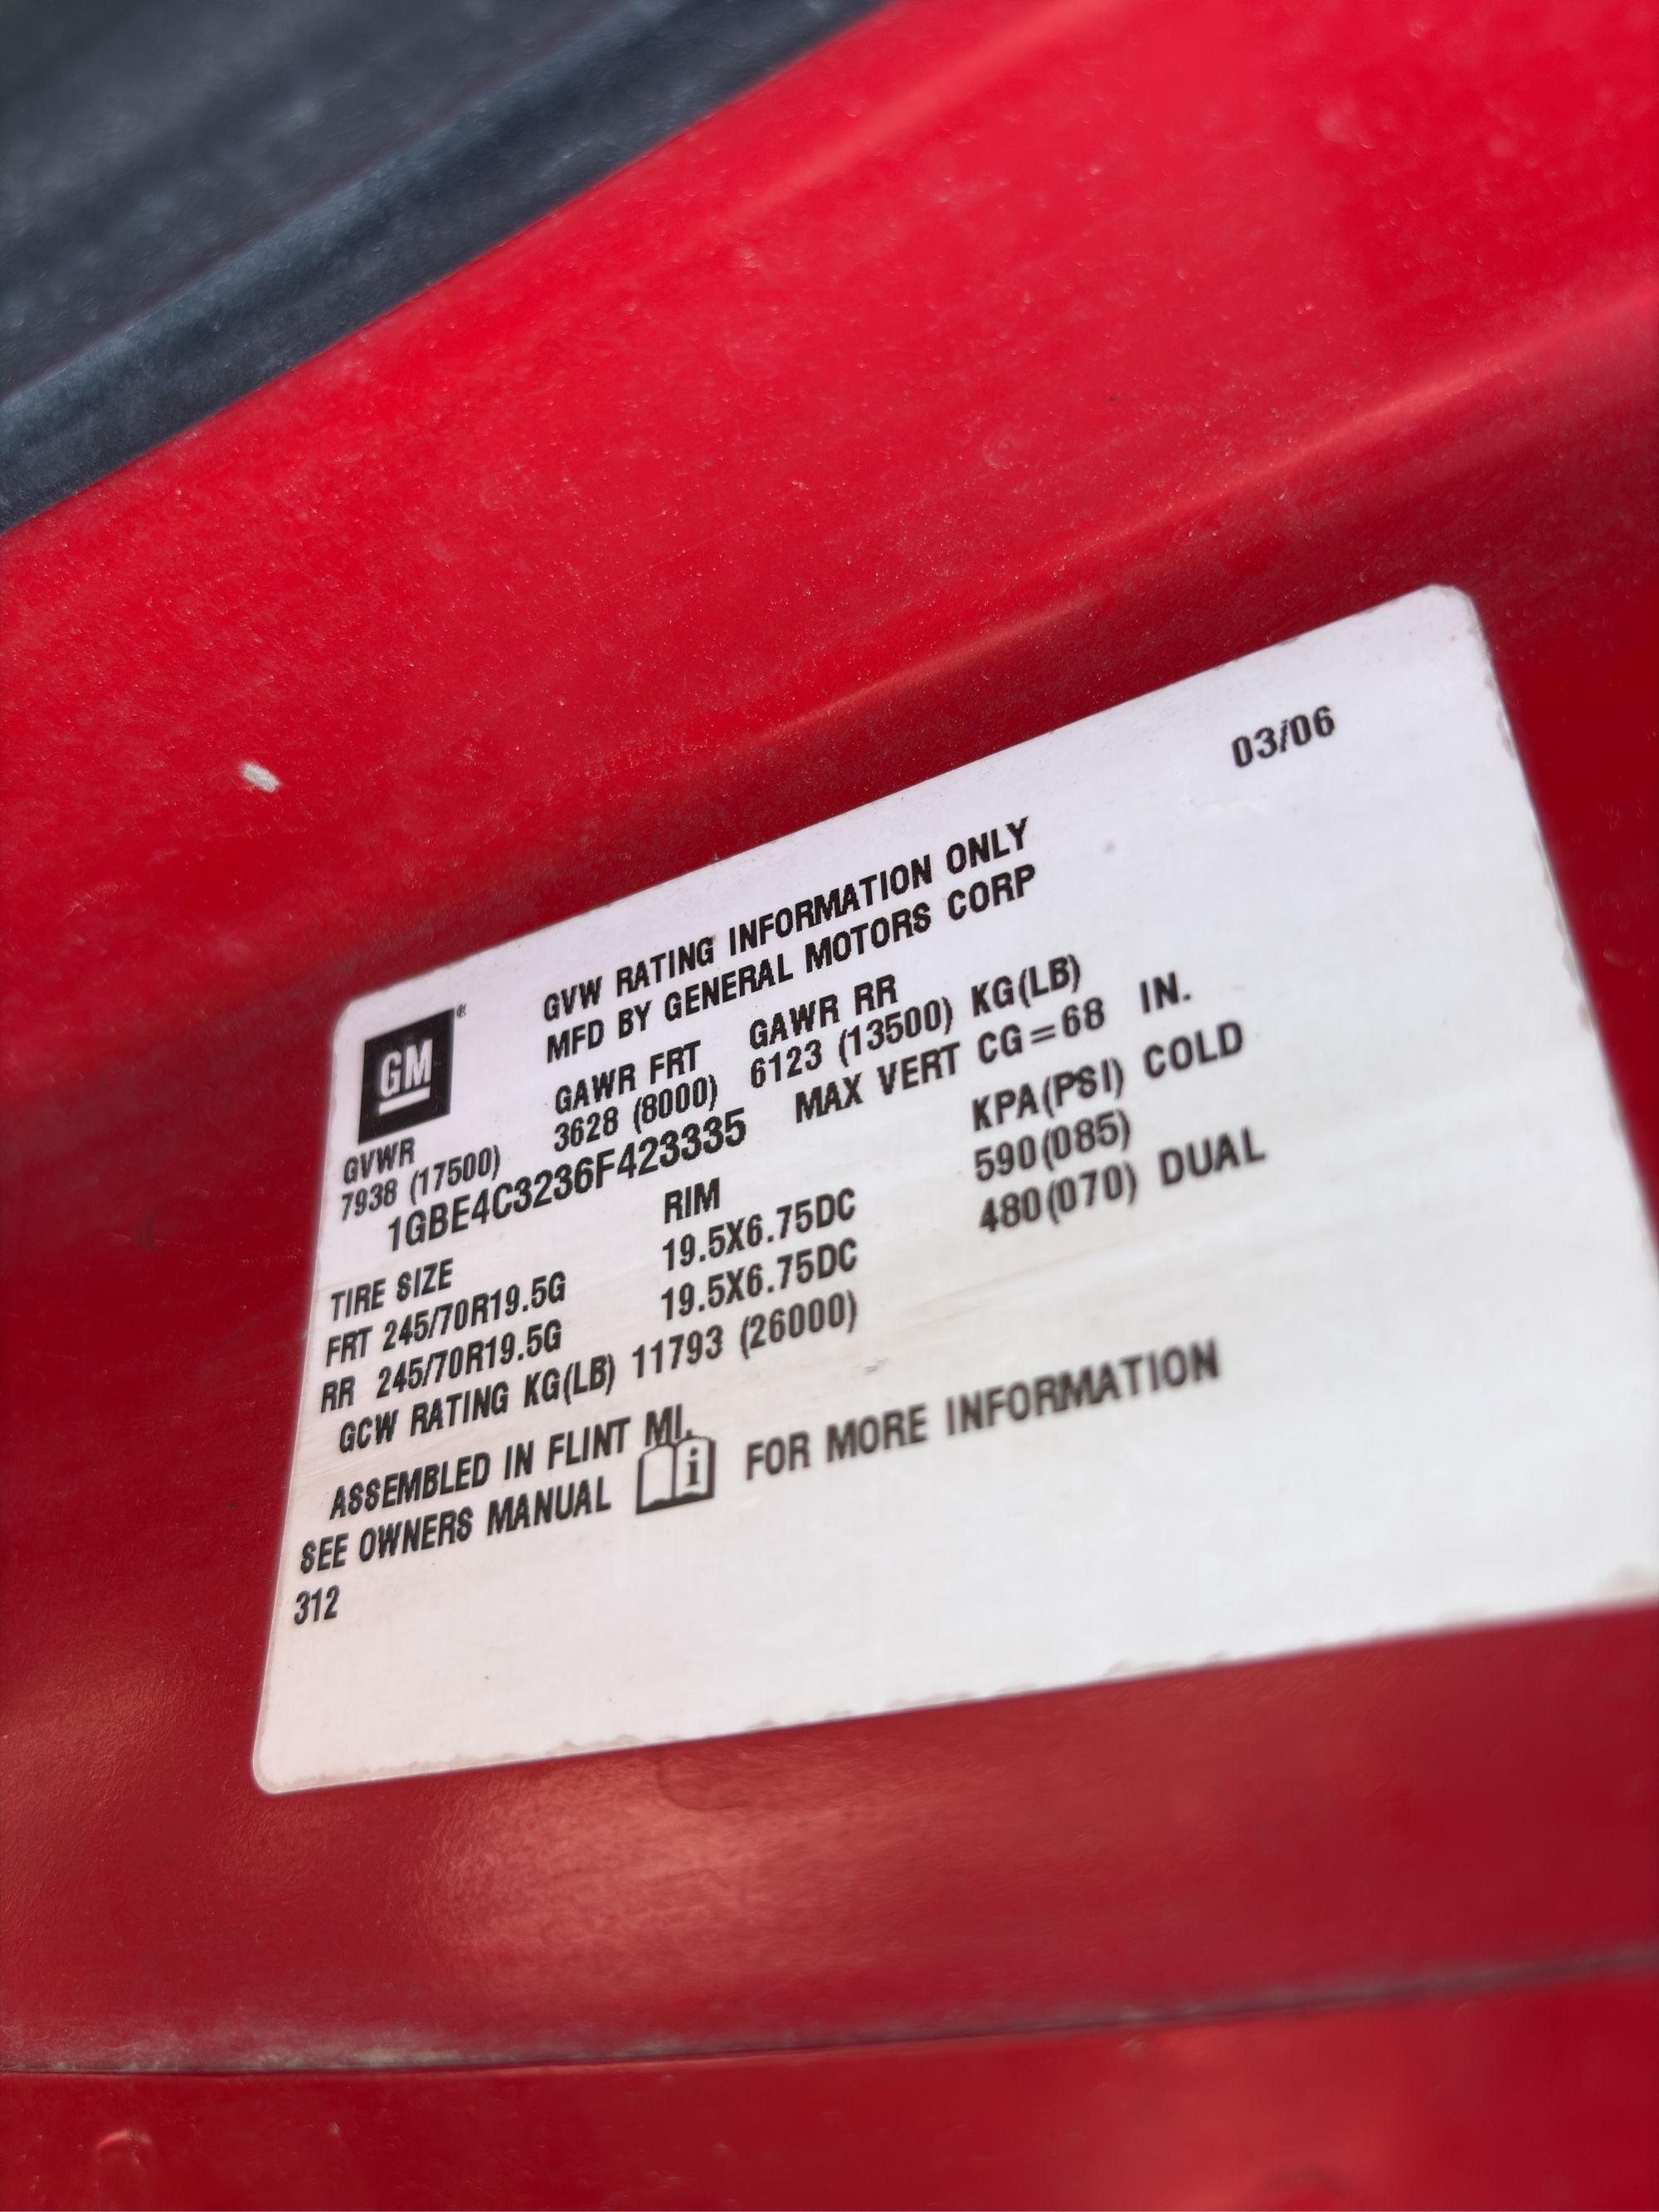 03/06
GVW RATING INFORMATION ONLY
MFD BY GENERAL MOTORS CORP
GM®
GVWR GAWR FRT GAWR RR
7938 (17500) 3628 (8000) 6123 (13500) KG(LB)
1GBE4C3236F423335 MAX VERT CG=68 IN.
TIRE SIZE RIM KPA(PSI) COLD
FRT 245/70R19.5G 19.5X6.75DC 590(085)
RR 245/70R19.5G 19.5X6.75DC 480(070) DUAL
GCW RATING KG(LB) 11793 (26000)
ASSEMBLED IN FLINT MI.
SEE OWNERS MANUAL i FOR MORE INFORMATION
312